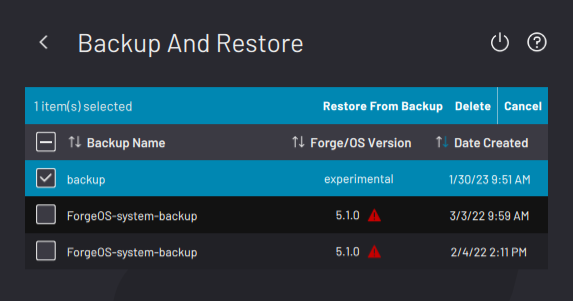 Backup And Restore
1 item(s) selected Restore From Backup Delete Cancel
Backup Name Forge/OS Version Date Created
backup experimental 1/30/23 9:51 AM
ForgeOS-system-backup 5.1.0 3/3/22 9:59 AM
ForgeOS-system-backup 5.1.0 2/4/22 2:11 PM